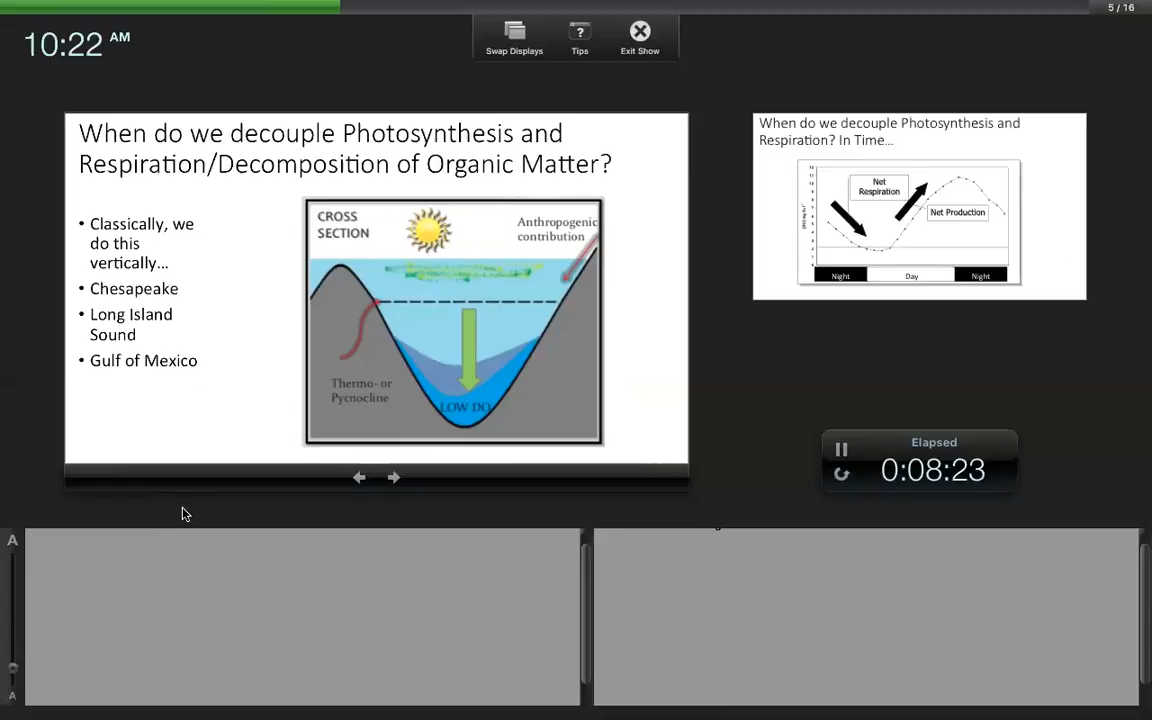 5 / 16
10:22 AM
Swap Displays
Tips
Exit Show
When do we decouple Photosynthesis and
Respiration/Decomposition of Organic Matter?
• Classically, we
do this
vertically...
• Chesapeake
• Long Island
Sound
• Gulf of Mexico
CROSS
SECTION
Anthropogenic
contribution
Thermo- or
Pycnocline
LOW DO
When do we decouple Photosynthesis and
Respiration? In Time...
Net
Respiration
Net Production
Night
Day
Night
Elapsed
0:08:23
A
A